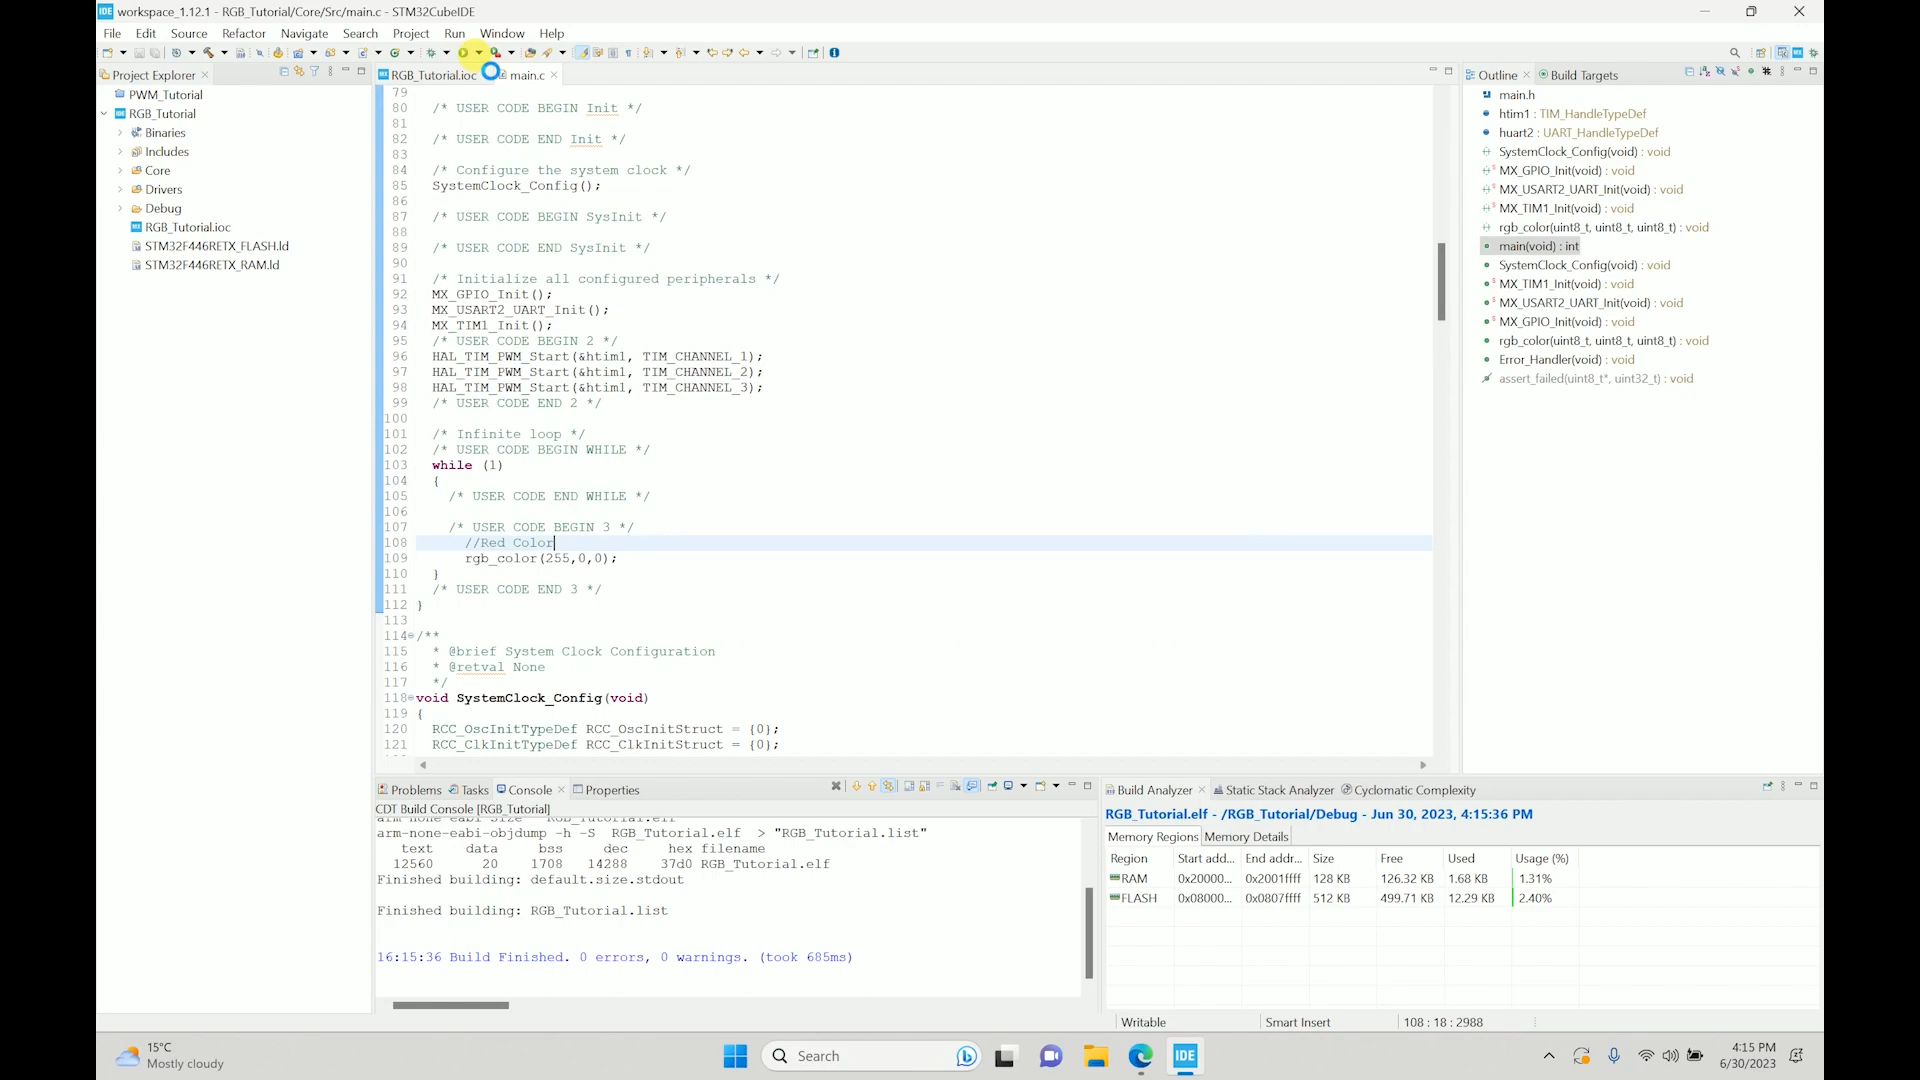 IDE workspace_1.12.1 - RGB_Tutorial/Core/Src/main.c - STM32CubeIDE
File Edit Source Refactor Navigate Search Project Run Window Help
Project Explorer
PWM_Tutorial
IDE RGB_Tutorial
Binaries
Includes
Core
Drivers
Debug
MX RGB_Tutorial.ioc
STM32F446RETX_FLASH.ld
STM32F446RETX_RAM.ld
MX RGB_Tutorial.ioc main.c
79
80 /* USER CODE BEGIN Init */
81
82 /* USER CODE END Init */
83
84 /* Configure the system clock */
85 SystemClock_Config();
86
87 /* USER CODE BEGIN SysInit */
88
89 /* USER CODE END SysInit */
90
91 /* Initialize all configured peripherals */
92 MX_GPIO_Init();
93 MX_USART2_UART_Init();
94 MX_TIM1_Init();
95 /* USER CODE BEGIN 2 */
96 HAL_TIM_PWM_Start(&htim1, TIM_CHANNEL_1);
97 HAL_TIM_PWM_Start(&htim1, TIM_CHANNEL_2);
98 HAL_TIM_PWM_Start(&htim1, TIM_CHANNEL_3);
99 /* USER CODE END 2 */
100
101 /* Infinite loop */
102 /* USER CODE BEGIN WHILE */
103 while (1)
104 {
105 /* USER CODE END WHILE */
106
107 /* USER CODE BEGIN 3 */
108 //Red Color
109 rgb_color(255,0,0);
110 }
111 /* USER CODE END 3 */
112 }
113
114 /**
115 * @brief System Clock Configuration
116 * @retval None
117 */
118 void SystemClock_Config(void)
119 {
120 RCC_OscInitTypeDef RCC_OscInitStruct = {0};
121 RCC_ClkInitTypeDef RCC_ClkInitStruct = {0};
Outline Build Targets
main.h
htim1 : TIM_HandleTypeDef
huart2 : UART_HandleTypeDef
SystemClock_Config(void) : void
MX_GPIO_Init(void) : void
MX_USART2_UART_Init(void) : void
MX_TIM1_Init(void) : void
rgb_color(uint8_t, uint8_t, uint8_t) : void
main(void) : int
SystemClock_Config(void) : void
MX_TIM1_Init(void) : void
MX_USART2_UART_Init(void) : void
MX_GPIO_Init(void) : void
rgb_color(uint8_t, uint8_t, uint8_t) : void
Error_Handler(void) : void
assert_failed(uint8_t*, uint32_t) : void
Problems Tasks Console Properties
CDT Build Console [RGB_Tutorial]
arm-none-eabi-size RGB_Tutorial.elf
arm-none-eabi-objdump -h -S RGB_Tutorial.elf > "RGB_Tutorial.list"
text data bss dec hex filename
12560 20 1708 14288 37d0 RGB_Tutorial.elf
Finished building: default.size.stdout
Finished building: RGB_Tutorial.list
16:15:36 Build Finished. 0 errors, 0 warnings. (took 685ms)
Build Analyzer Static Stack Analyzer Cyclomatic Complexity
RGB_Tutorial.elf - /RGB_Tutorial/Debug - Jun 30, 2023, 4:15:36 PM
Memory Regions Memory Details
Region Start add... End addr... Size Free Used Usage (%)
RAM 0x20000... 0x2001ffff 128 KB 126.32 KB 1.68 KB 1.31%
FLASH 0x08000... 0x0807ffff 512 KB 499.71 KB 12.29 KB 2.40%
Writable Smart Insert 108 : 18 : 2988
15°C
Mostly cloudy
Search
IDE
4:15 PM
6/30/2023